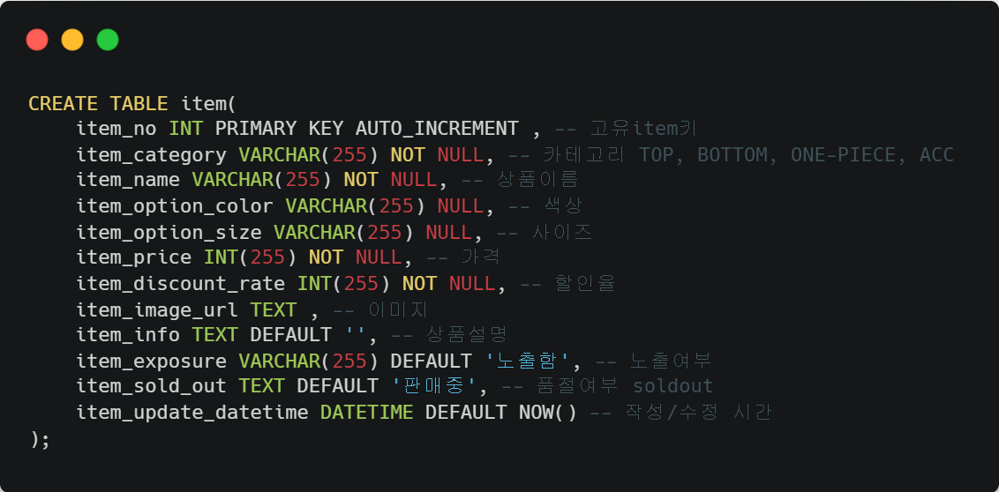 CREATE TABLE item(
    item_no INT PRIMARY KEY AUTO_INCREMENT , -- 고유item키
    item_category VARCHAR(255) NOT NULL, -- 카테고리 TOP, BOTTOM, ONE-PIECE, ACC
    item_name VARCHAR(255) NOT NULL, -- 상품이름
    item_option_color VARCHAR(255) NULL, -- 색상
    item_option_size VARCHAR(255) NULL, -- 사이즈
    item_price INT(255) NOT NULL, -- 가격
    item_discount_rate INT(255) NOT NULL, -- 할인율
    item_image_url TEXT , -- 이미지
    item_info TEXT DEFAULT '', -- 상품설명
    item_exposure VARCHAR(255) DEFAULT '노출함', -- 노출여부
    item_sold_out TEXT DEFAULT '판매중', -- 품절여부 soldout
    item_update_datetime DATETIME DEFAULT NOW() -- 작성/수정 시간
);